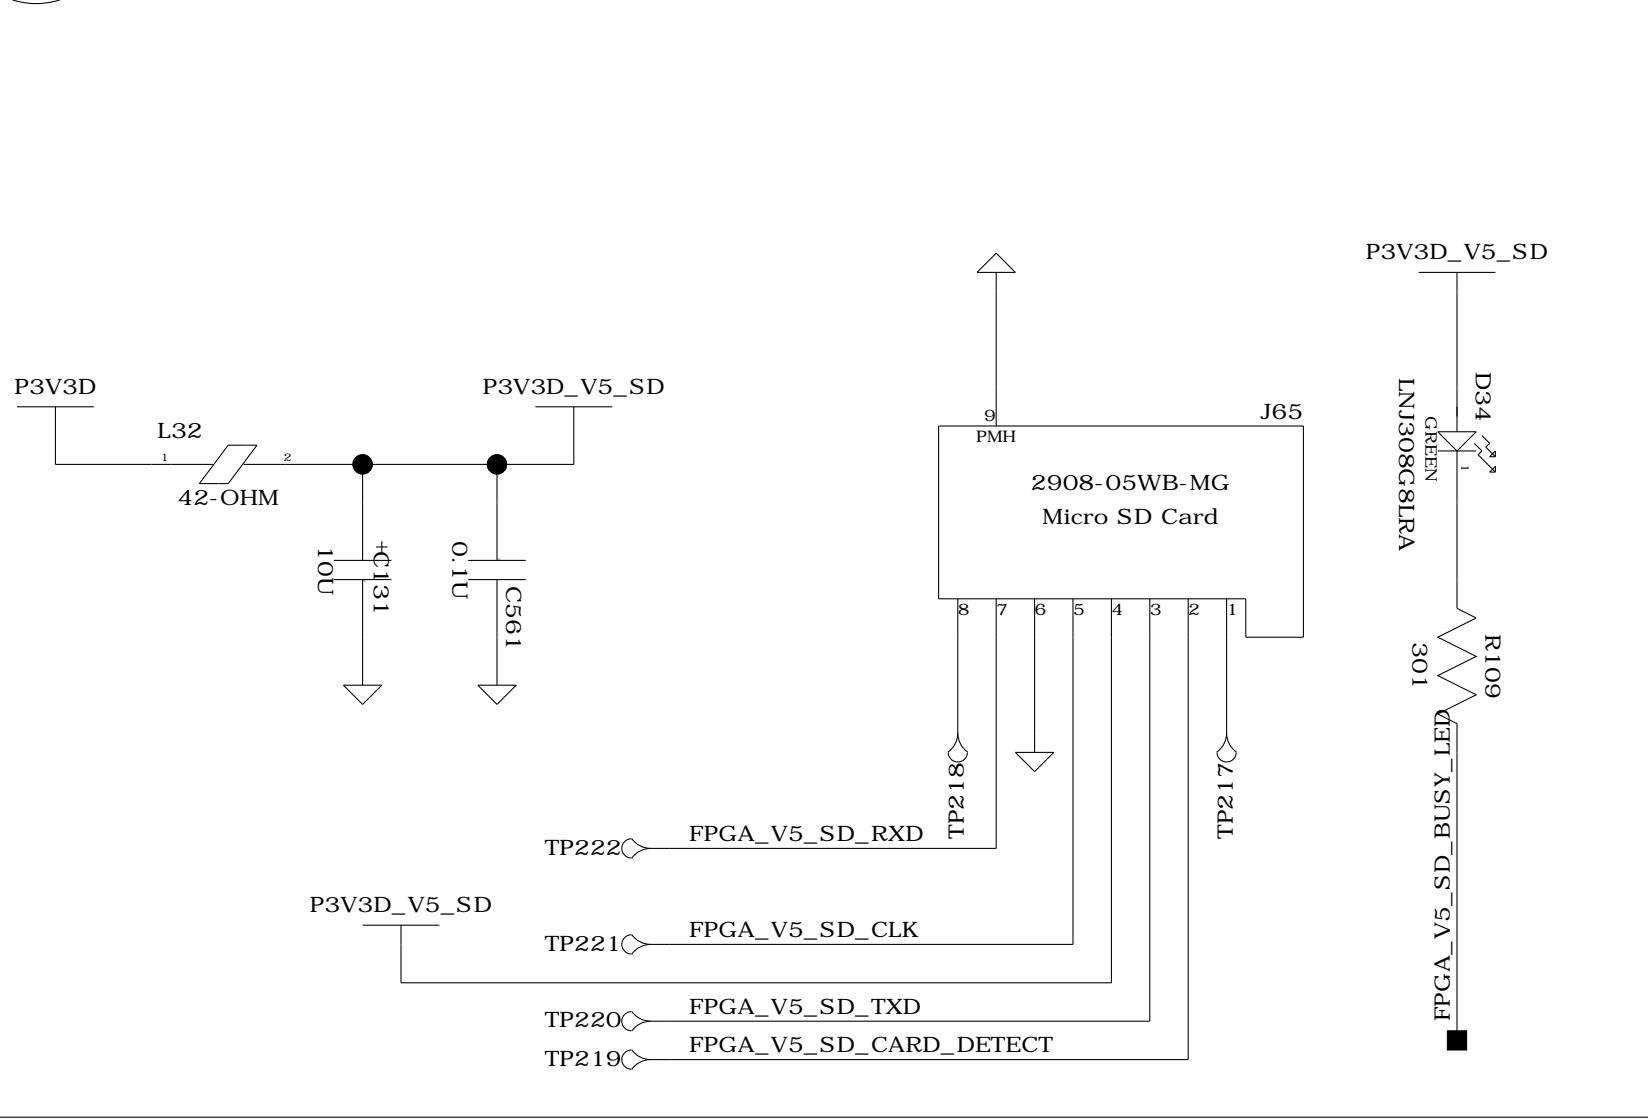 P3V3D_V5_SD
P3V3D
P3V3D_V5_SD
L32
1
2
42-OHM
10U
+
C131
0.1U
C561
J65
9
PMH
2908-05WB-MG
Micro SD Card
8
7
6
5
4
3
2
1
D34
LNJ308G8LRA
GREEN
1
R109
301
TP218
TP217
FPGA_V5_SD_BUSY_LED
TP222
FPGA_V5_SD_RXD
P3V3D_V5_SD
TP221
FPGA_V5_SD_CLK
TP220
FPGA_V5_SD_TXD
TP219
FPGA_V5_SD_CARD_DETECT